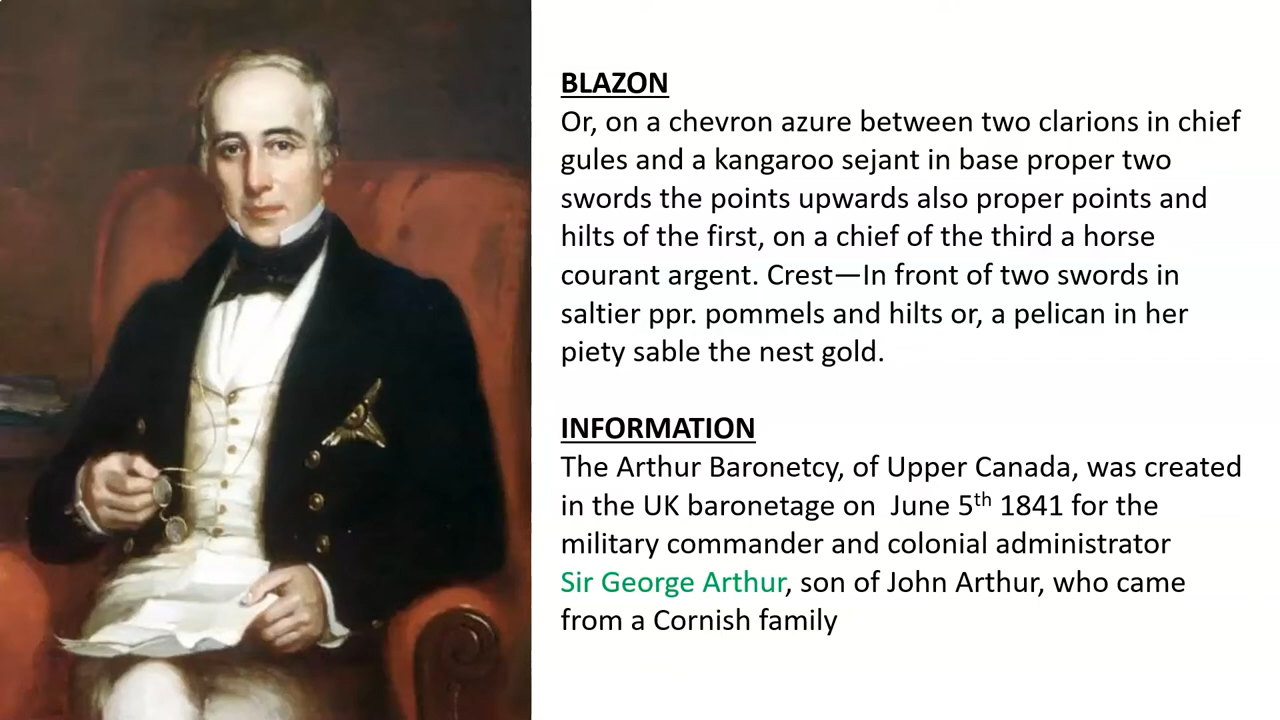 BLAZON
Or, on a chevron azure between two clarions in chief
gules and a kangaroo sejant in base proper two
swords the points upwards also proper points and
hilts of the first, on a chief of the third a horse
courant argent. Crest—In front of two swords in
saltier ppr. pommels and hilts or, a pelican in her
piety sable the nest gold.
INFORMATION
The Arthur Baronetcy, of Upper Canada, was created
in the UK baronetage on  June 5th 1841 for the
military commander and colonial administrator
Sir George Arthur, son of John Arthur, who came
from a Cornish family